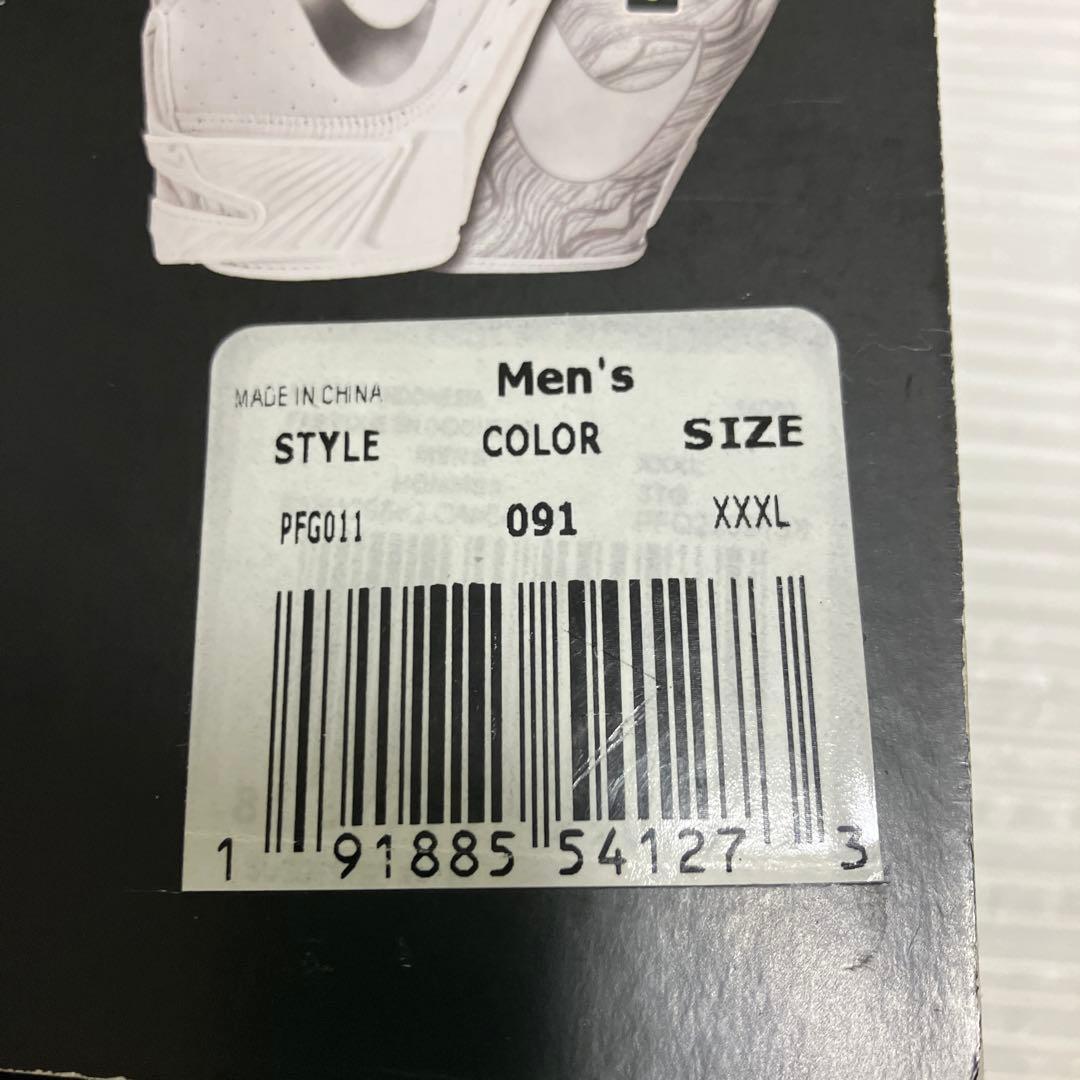 Men's
MADE IN CHINA
STYLE COLOR SIZE
PFG011 091 XXXL
1 91885 54127 3